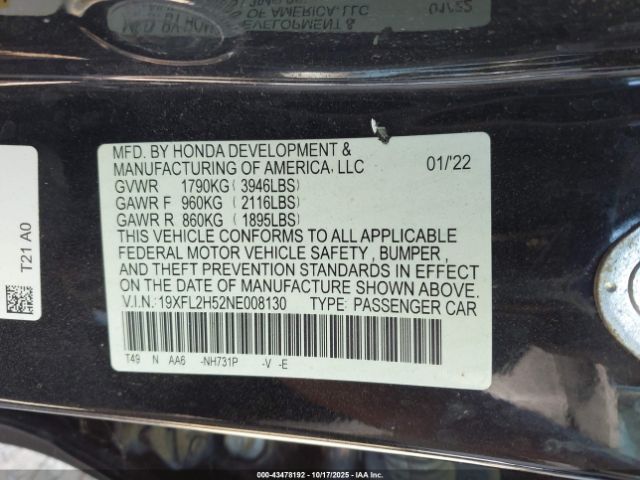 MFD. BY HONDA DEVELOPMENT &
MANUFACTURING OF AMERICA, LLC 01/'22
GVWR 1790KG ( 3946LBS)
GAWR F 960KG ( 2116LBS)
GAWR R 860KG ( 1895LBS)
THIS VEHICLE CONFORMS TO ALL APPLICABLE
FEDERAL MOTOR VEHICLE SAFETY , BUMPER ,
AND THEFT PREVENTION STANDARDS IN EFFECT
ON THE DATE OF MANUFACTURE SHOWN ABOVE.
V.I.N.: 19XFL2H52NE008130 TYPE: PASSENGER CAR
T49 N AA6 -NH731P -V -E
T21 A0
000-43478192 - 10/17/2025 - IAAI.COM